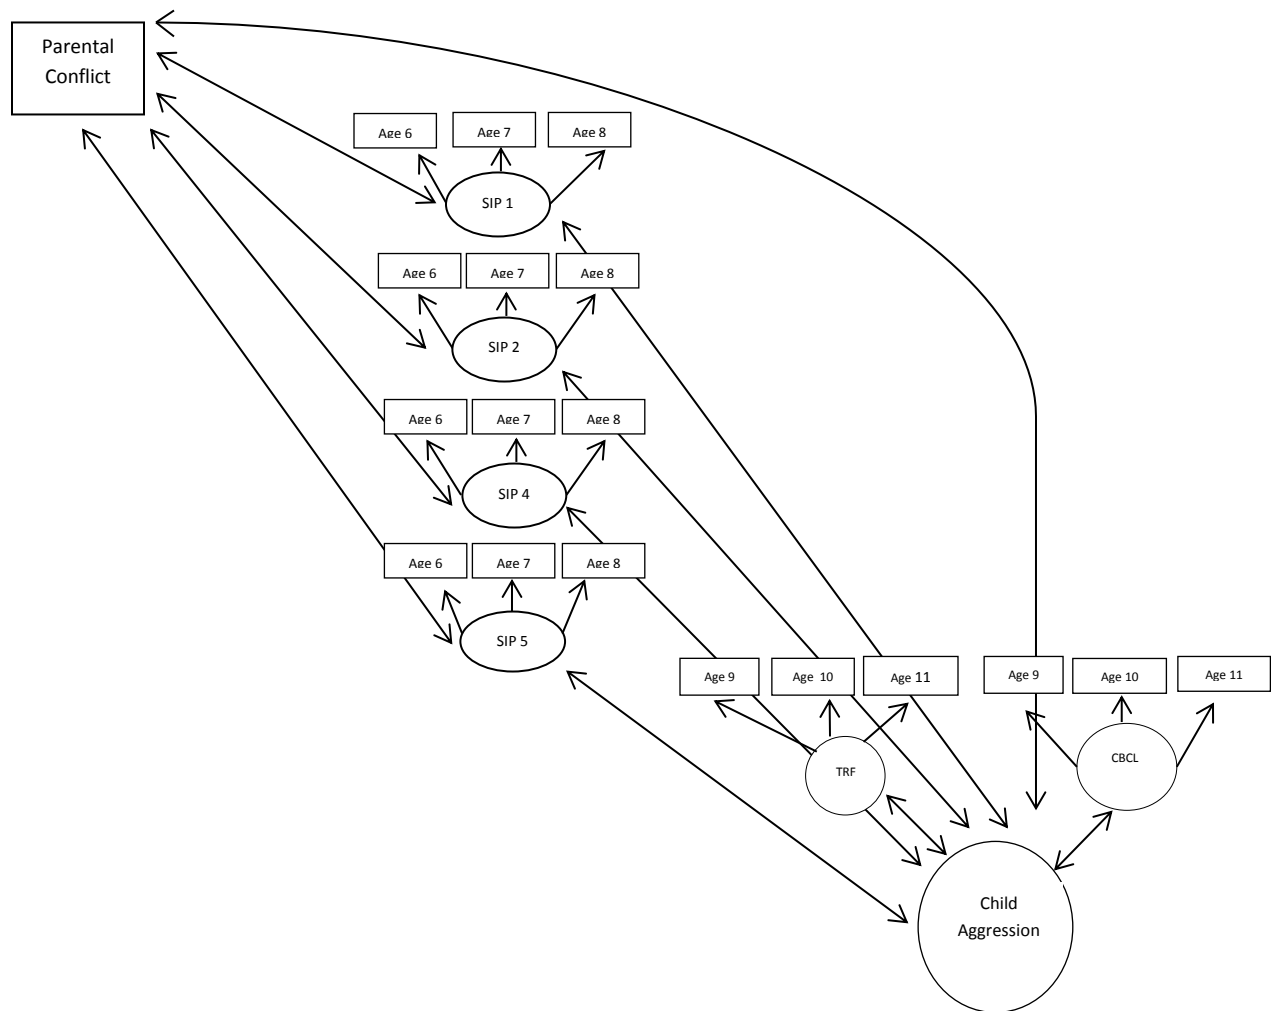 Parental
Conflict
Age 6
Age 7
Age 8
SIP 1
Age 6
Age 7
Age 8
SIP 2
Age 6
Age 7
Age 8
SIP 4
Age 6
Age 7
Age 8
SIP 5
Age 9
Age 10
Age 11
Age 9
Age 10
Age 11
TRF
CBCL
Child
Aggression